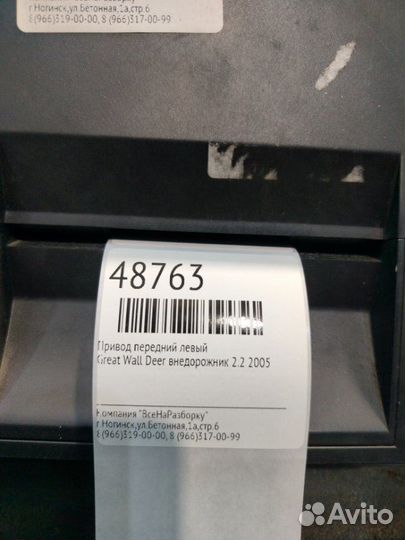 г Ногинск,ул.Бетонная,1а,стр.6
8(966)319-00-00, 8 (966)317-00-99
48763
Привод передний левый
Great Wall Deer внедорожник 2.2 2005
Компания "ВсеНаРазборку"
г Ногинск,ул.Бетонная,1а,стр.6
8(966)319-00-00, 8 (966)317-00-99
Avito